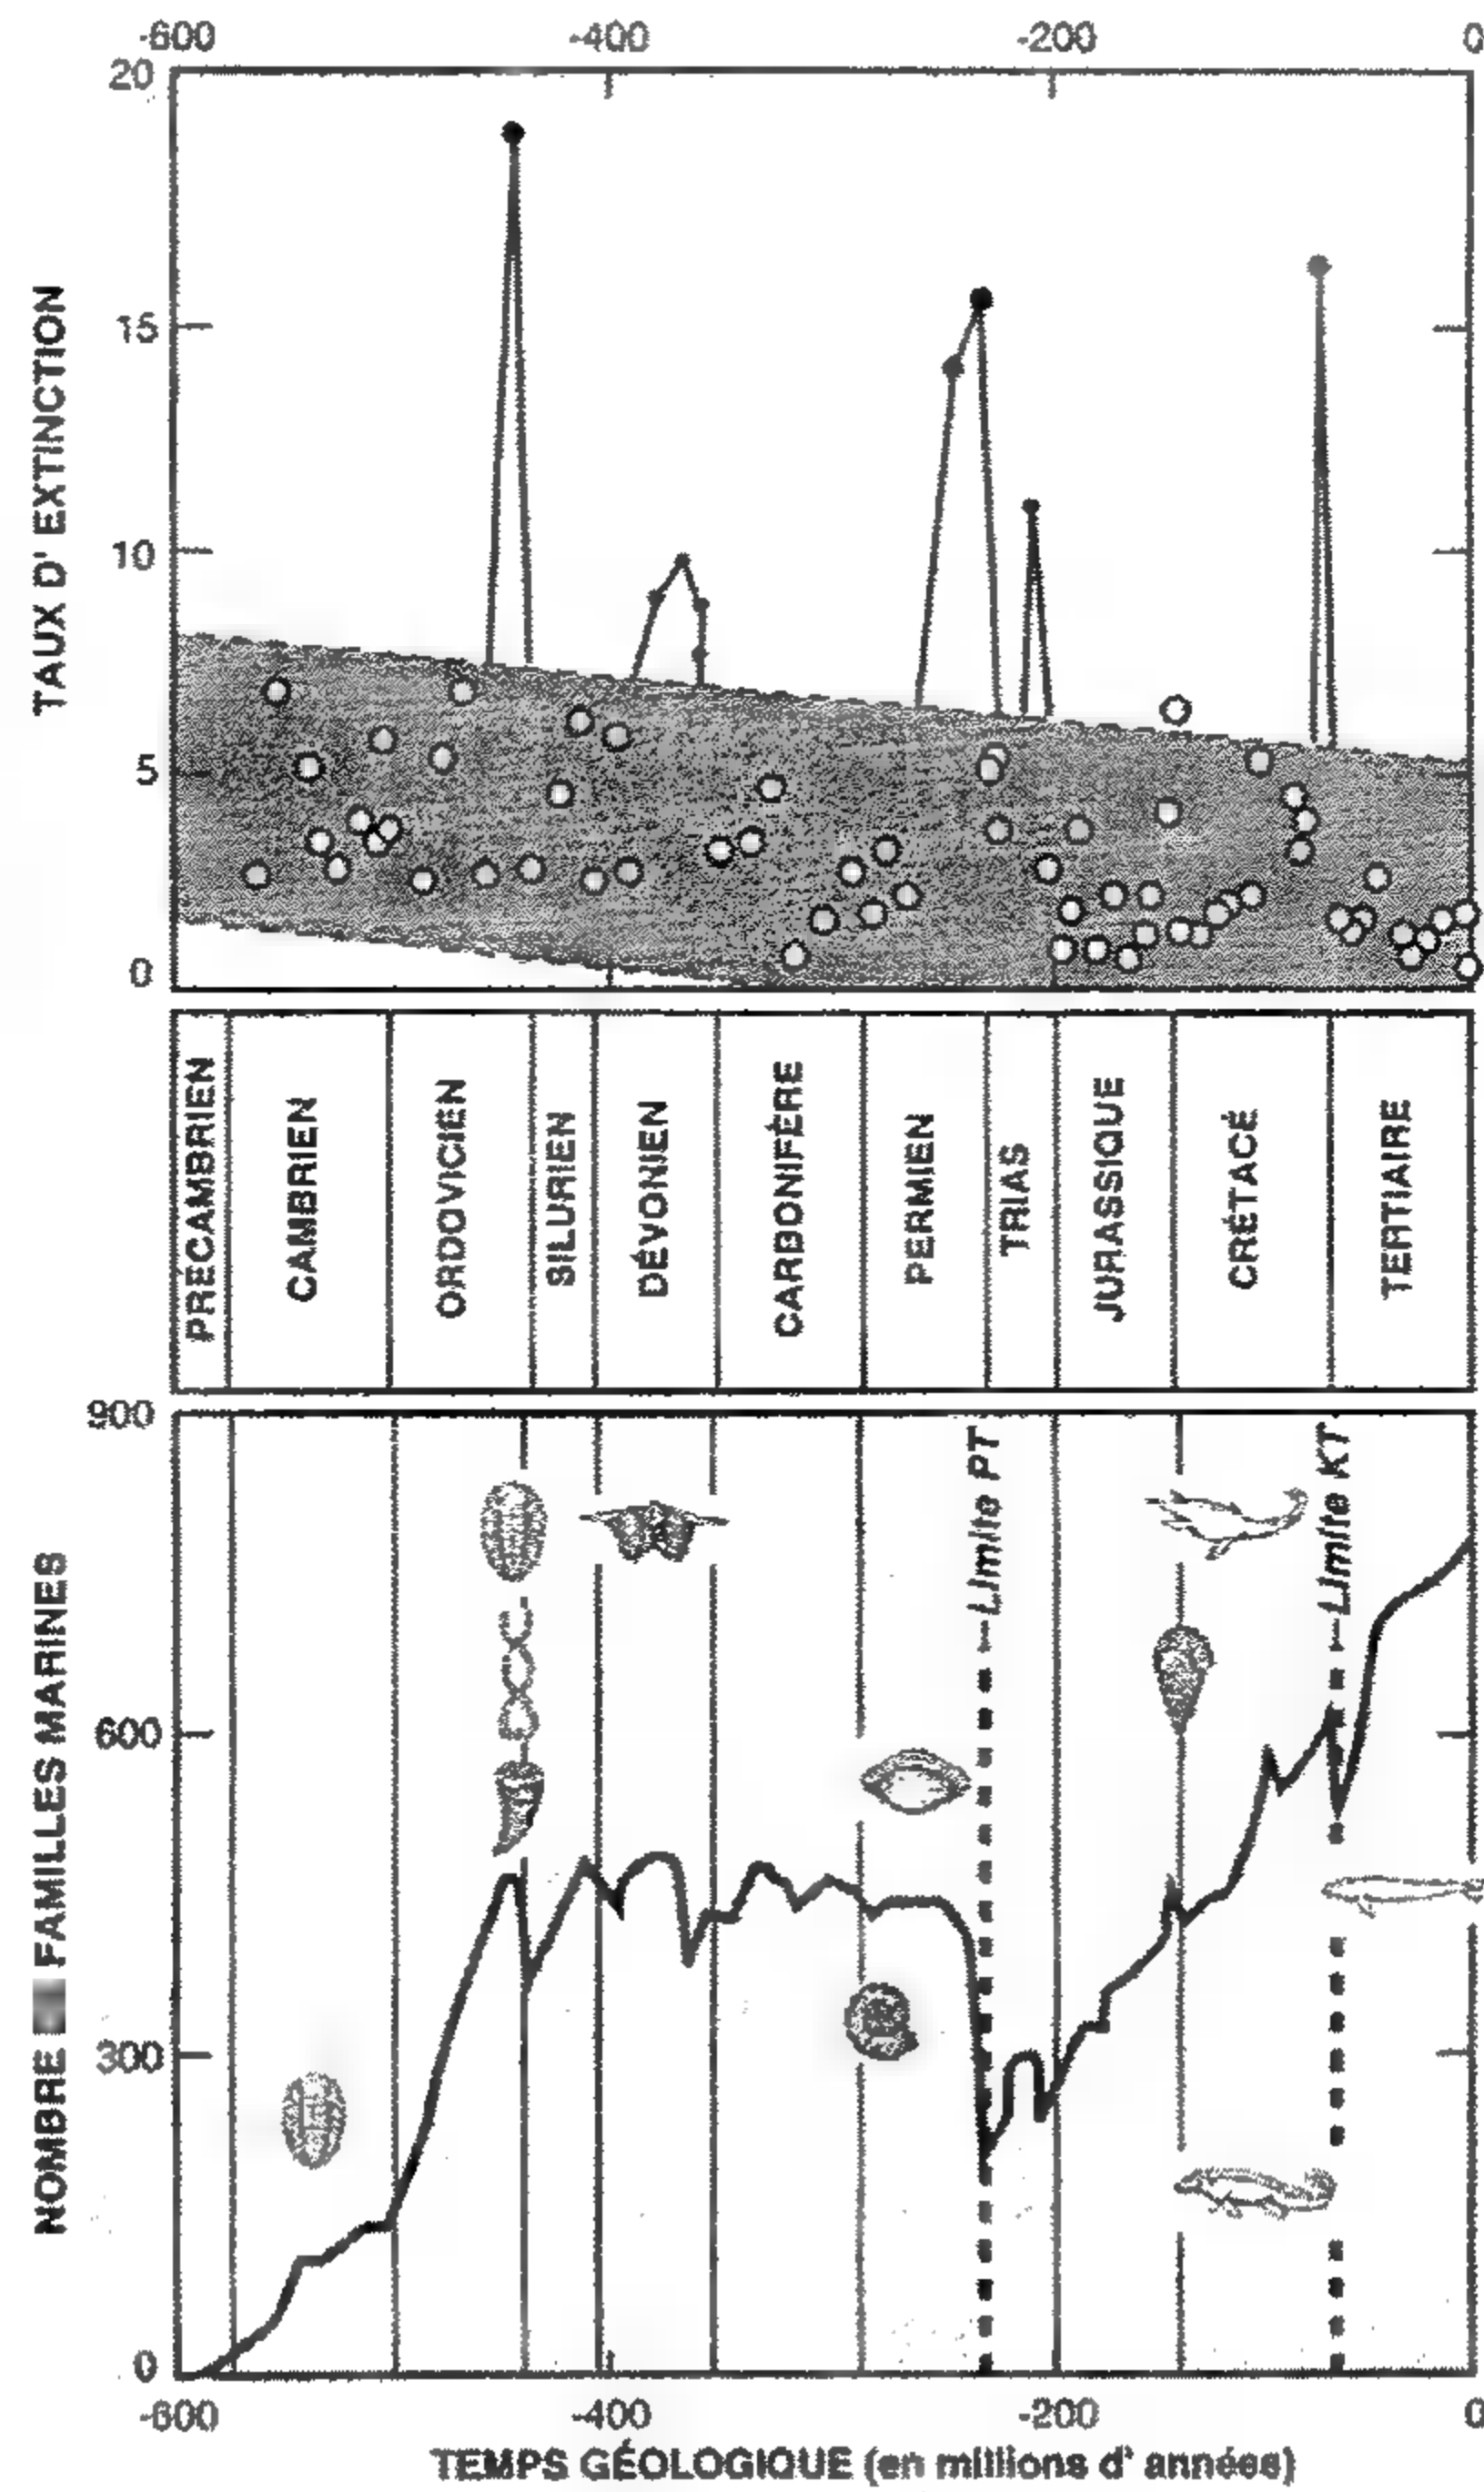 -600 -400 -200 0
20
15
10
5
0
TAUX D' EXTINCTION
PRÉCAMBRIEN
CAMBRIEN
ORDOVICIEN
SILURIEN
DÉVONIEN
CARBONIFÈRE
PERMIEN
TRIAS
JURASSIQUE
CRÉTACÉ
TERTIAIRE
900
600
300
0
NOMBRE FAMILLES MARINES
Limite PT
Limite KT
-600 -400 -200 0
TEMPS GÉOLOGIQUE (en millions d' années)